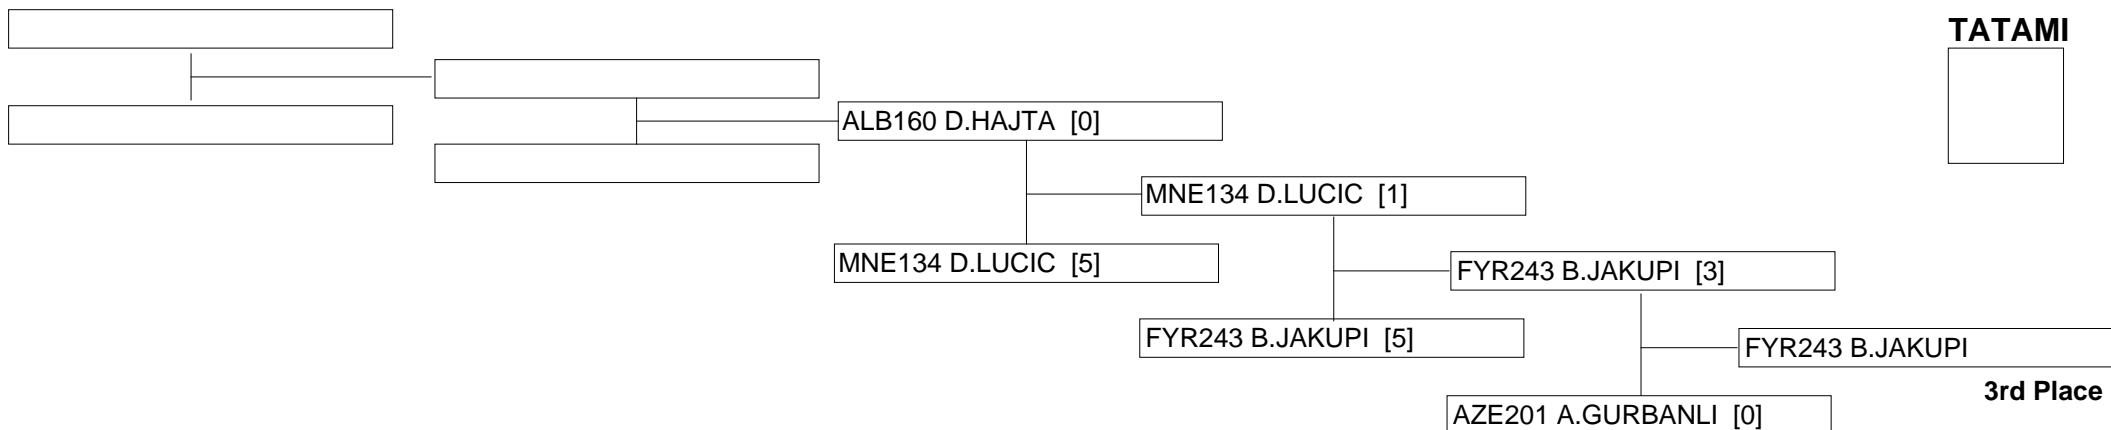 TATAMI
ALB160 D.HAJTA [0]
MNE134 D.LUCIC [1]
MNE134 D.LUCIC [5]
FYR243 B.JAKUPI [3]
FYR243 B.JAKUPI [5]
FYR243 B.JAKUPI
3rd Place
AZE201 A.GURBANLI [0]